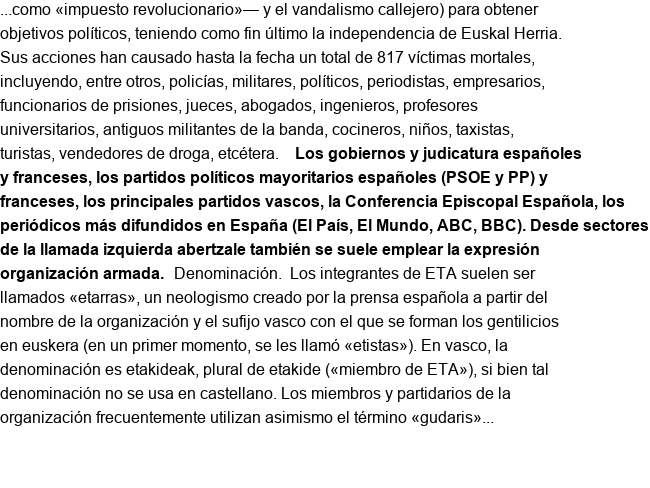 ...como «impuesto revolucionario»— y el vandalismo callejero) para obtener
objetivos políticos, teniendo como fin último la independencia de Euskal Herria.
Sus acciones han causado hasta la fecha un total de 817 víctimas mortales,
incluyendo, entre otros, policías, militares, políticos, periodistas, empresarios,
funcionarios de prisiones, jueces, abogados, ingenieros, profesores
universitarios, antiguos militantes de la banda, cocineros, niños, taxistas,
turistas, vendedores de droga, etcétera. Los gobiernos y judicatura españoles
y franceses, los partidos políticos mayoritarios españoles (PSOE y PP) y
franceses, los principales partidos vascos, la Conferencia Episcopal Española, los
periódicos más difundidos en España (El País, El Mundo, ABC, BBC). Desde sectores
de la llamada izquierda abertzale también se suele emplear la expresión
organización armada. Denominación. Los integrantes de ETA suelen ser
llamados «etarras», un neologismo creado por la prensa española a partir del
nombre de la organización y el sufijo vasco con el que se forman los gentilicios
en euskera (en un primer momento, se les llamó «etistas»). En vasco, la
denominación es etakideak, plural de etakide («miembro de ETA»), si bien tal
denominación no se usa en castellano. Los miembros y partidarios de la
organización frecuentemente utilizan asimismo el término «gudaris»...